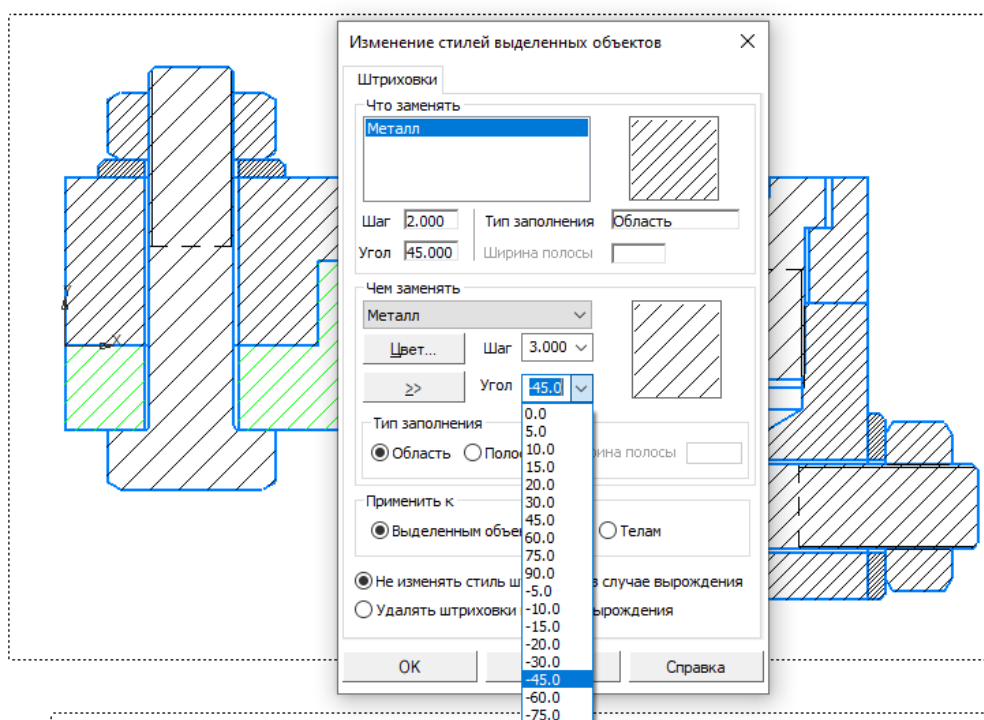 Изменение стилей выделенных объектов
Штриховки
Что заменять
Металл
Шаг 2.000 Тип заполнения Область
Угол 45.000 Ширина полосы
Чем заменять
Металл
Цвет... Шаг 3.000
>> Угол -45.0
0.0
Тип заполнения
5.0
10.0
Область полосы
15.0
20.0
Применить к
30.0
45.0
Выделенным Телам
60.0
75.0
90.0
Не изменять стиль случае вырождения
-5.0
-10.0
Удалять штриховки
-15.0
-20.0
-30.0
ОК Справка
-45.0
-60.0
-75.0
Y
X